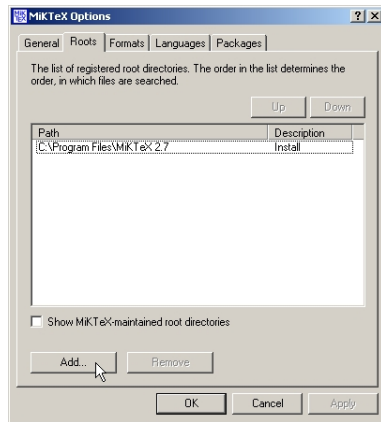 MiKTeX Options
General Roots Formats Languages Packages
The list of registered root directories. The order in the list determines the
order, in which files are searched.
Up Down
Path Description
C:\Program Files\MiKTeX 2.7 Install
Show MiKTeX-maintained root directories
Add... Remove
OK Cancel Apply